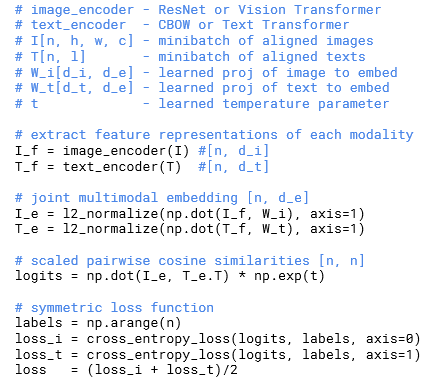 # image_encoder - ResNet or Vision Transformer
# text_encoder  - CBOW or Text Transformer
# I[n, h, w, c] - minibatch of aligned images
# T[n, l]       - minibatch of aligned texts
# W_i[d_i, d_e] - learned proj of image to embed
# W_t[d_t, d_e] - learned proj of text to embed
# t             - learned temperature parameter
# extract feature representations of each modality
I_f = image_encoder(I) #[n, d_i]
T_f = text_encoder(T)  #[n, d_t]
# joint multimodal embedding [n, d_e]
I_e = l2_normalize(np.dot(I_f, W_i), axis=1)
T_e = l2_normalize(np.dot(T_f, W_t), axis=1)
# scaled pairwise cosine similarities [n, n]
logits = np.dot(I_e, T_e.T) * np.exp(t)
# symmetric loss function
labels = np.arange(n)
loss_i = cross_entropy_loss(logits, labels, axis=0)
loss_t = cross_entropy_loss(logits, labels, axis=1)
loss   = (loss_i + loss_t)/2